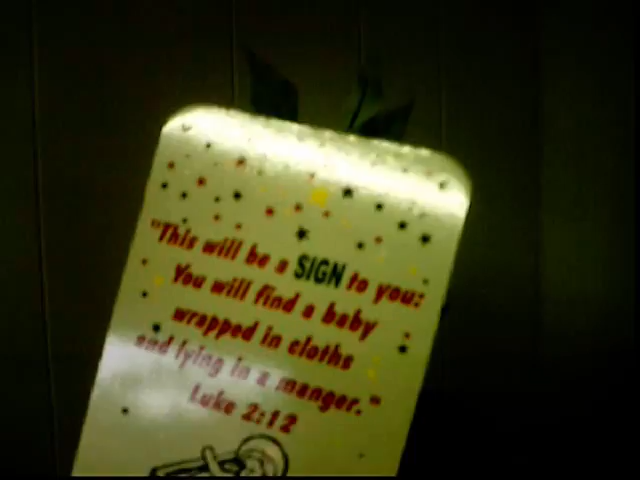 "This will be a SIGN to you:
You will find a baby
wrapped in cloths
and lying in a manger."
Luke 2:12